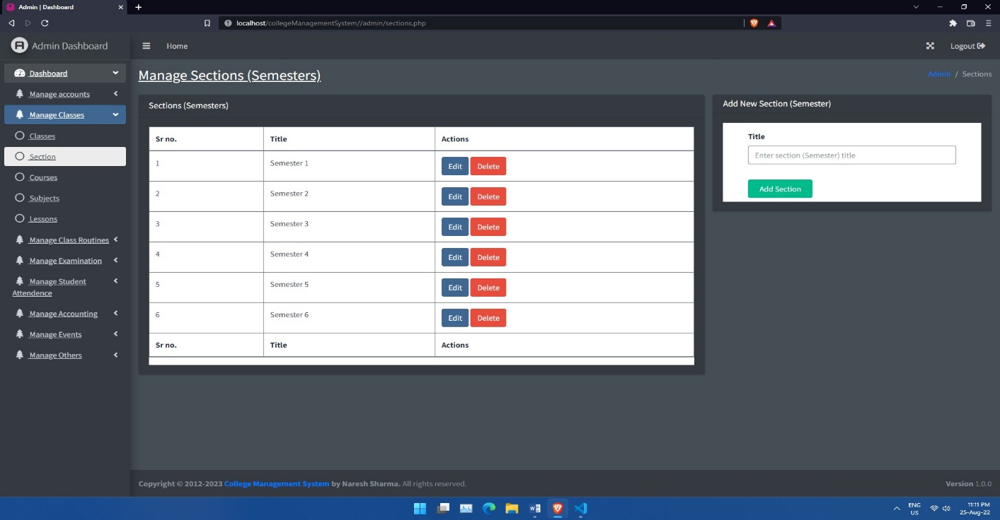 Admin | Dashboard
localhost/collegeManagementSystem//admin/sections.php
Admin Dashboard
Home
Logout
Dashboard
Manage accounts
Manage Classes
Classes
Section
Courses
Subjects
Lessons
Manage Class Routines
Manage Examination
Manage Student
Attendence
Manage Accounting
Manage Events
Manage Others
Manage Sections (Semesters)
Admin / Sections
Sections (Semesters)
Sr no. Title Actions
1 Semester 1 Edit Delete
2 Semester 2 Edit Delete
3 Semester 3 Edit Delete
4 Semester 4 Edit Delete
5 Semester 5 Edit Delete
6 Semester 6 Edit Delete
Sr no. Title Actions
Add New Section (Semester)
Title
Enter section (Semester) title
Add Section
Copyright © 2012-2023 College Management System by Naresh Sharma. All rights reserved.
Version 1.0.0
ENG
US
11:11 PM
25-Aug-22